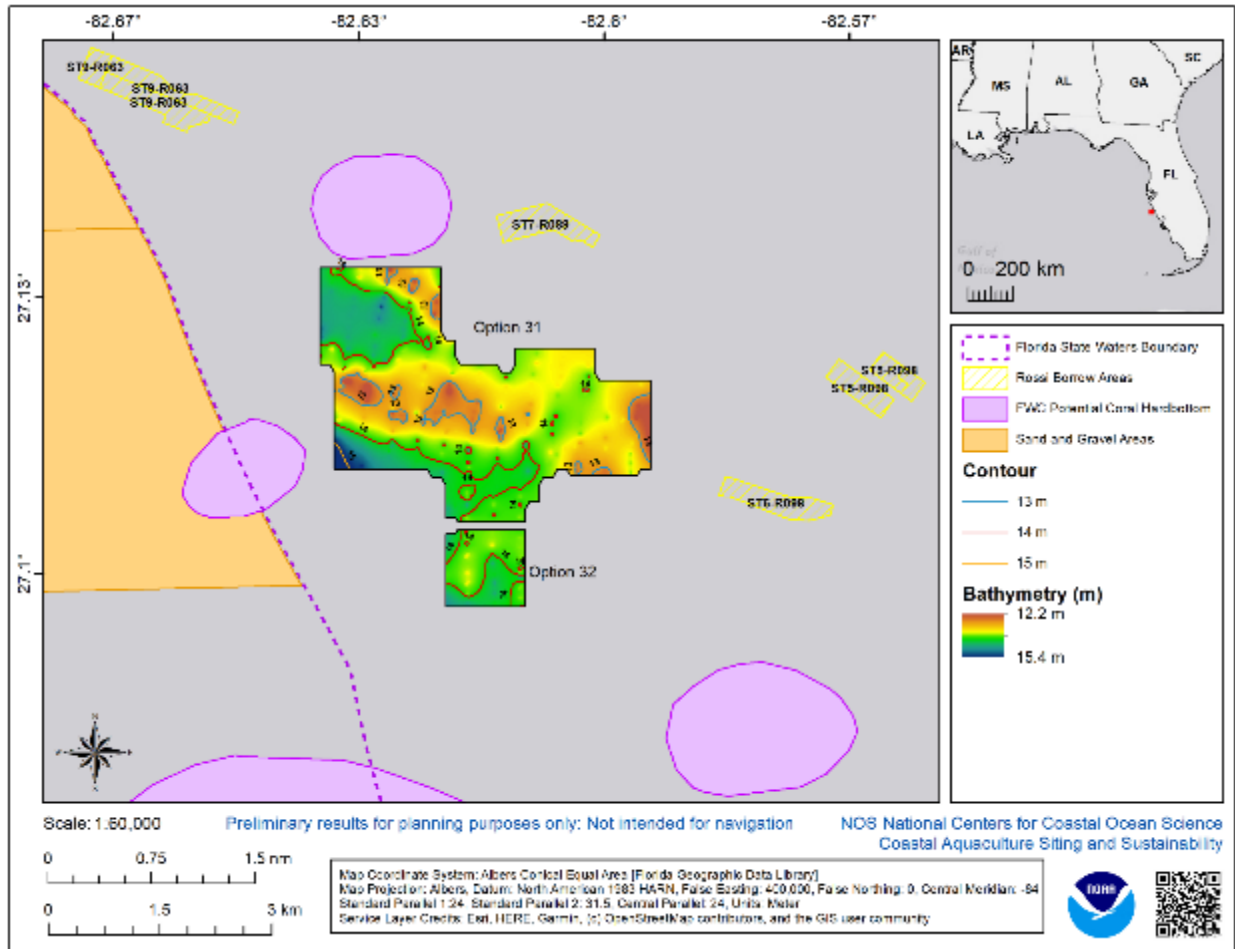 -82.67°
-82.63°
-82.6°
-82.57°
27.13°
27.1°
ST9-R063
ST9-R063
ST9-R063
ST7-R089
Option 31
ST5-R098
ST5-R098
ST6-R098
Option 32
AR
MS
AL
GA
SC
LA
FL
Gulf of
0 200 km
Florida State Waters Boundary
Rossi Borrow Areas
FWC Potential Coral Hardbottom
Sand and Gravel Areas
Contour
13 m
14 m
15 m
Bathymetry (m)
12.2 m
15.4 m
Scale: 1:60,000
Preliminary results for planning purposes only: Not intended for navigation
NOS National Centers for Coastal Ocean Science
Coastal Aquaculture Siting and Sustainability
0 0.75 1.5 nm
0 1.5 3 km
Map Coordinate System: Albers Conical Equal Area [Florida Geographic Data Library]
Map Projection: Albers, Datum: North American 1983 HARN, False Easting: 400,000, False Northing: 0, Central Meridian: -84
Standard Parallel 1:24, Standard Parallel 2: 31.5, Central Parallel: 24, Units: Meter
Service Layer Credits: Esri, HERE, Garmin, (c) OpenStreetMap contributors, and the GIS user community
NOAA